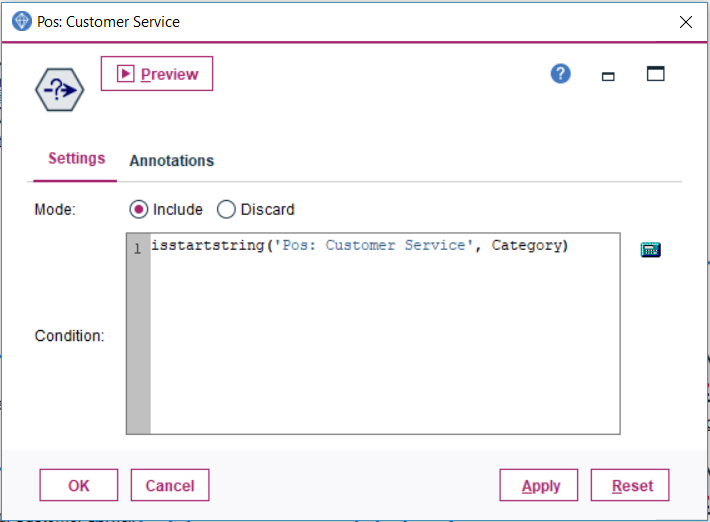 Pos: Customer Service
Preview
?
Settings Annotations
Mode: Include Discard
1 isstartstring('Pos: Customer Service', Category)
Condition:
OK Cancel Apply Reset